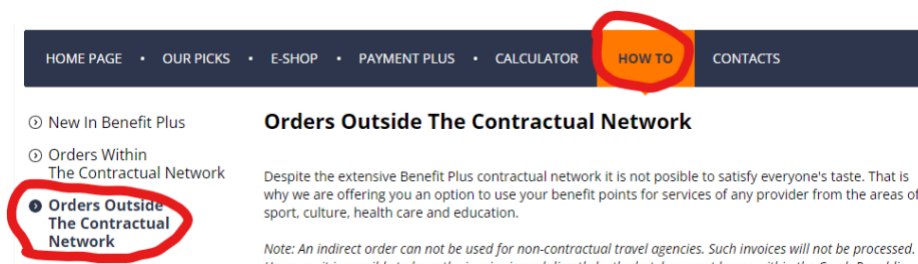 HOME PAGE • OUR PICKS • E-SHOP • PAYMENT PLUS • CALCULATOR HOW TO CONTACTS
New In Benefit Plus
Orders Within
The Contractual Network
Orders Outside
The Contractual
Network
Orders Outside The Contractual Network
Despite the extensive Benefit Plus contractual network it is not posible to satisfy everyone's taste. That is
why we are offering you an option to use your benefit points for services of any provider from the areas of
sport, culture, health care and education.
Note: An indirect order can not be used for non-contractual travel agencies. Such invoices will not be processed.